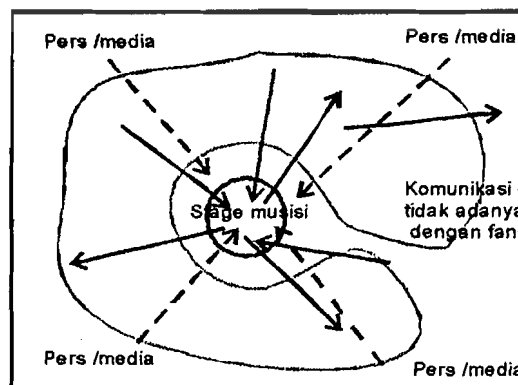 Pers /media
Pers /media
Stage musisi
Komunikasi
tidak adanya
dengan fan
Pers /media
Pers /media